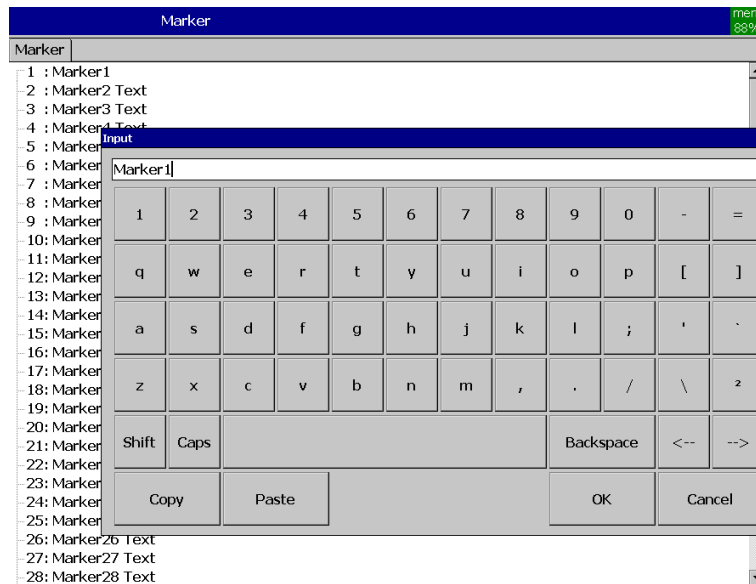 Marker
mem
88%
Marker
1 : Marker1
2 : Marker2 Text
3 : Marker3 Text
4 : Marker4 Text
5 : Marker
6 : Marker
7 : Marker
8 : Marker
9 : Marker
10: Marker
11: Marker
12: Marker
13: Marker
14: Marker
15: Marker
16: Marker
17: Marker
18: Marker
19: Marker
20: Marker
21: Marker
22: Marker
23: Marker
24: Marker
25: Marker
26: Marker26 Text
27: Marker27 Text
28: Marker28 Text
Input
Marker1
1 2 3 4 5 6 7 8 9 0 - =
q w e r t y u i o p [ ]
a s d f g h j k l ; ' `
z x c v b n m , . / \ ²
Shift Caps Backspace <-- -->
Copy Paste OK Cancel